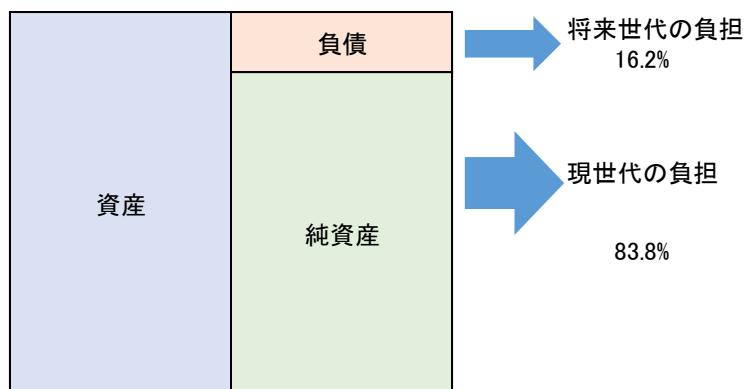 負債
将来世代の負担
16.2%
資産
純資産
現世代の負担
83.8%